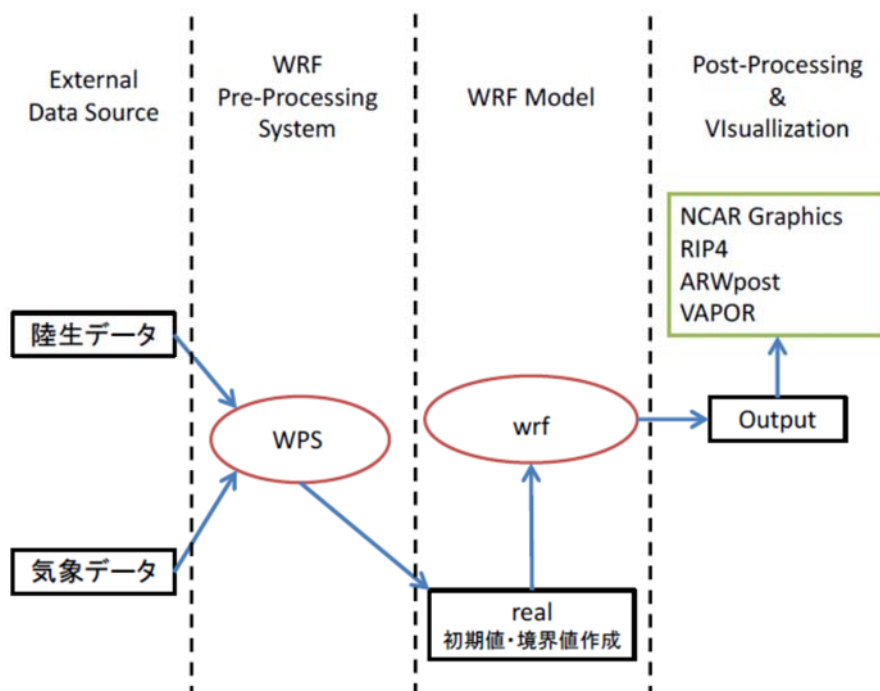 External
Data Source
WRF
Pre-Processing
System
WRF Model
Post-Processing
&
VIsuallization
NCAR Graphics
RIP4
ARWpost
VAPOR
陸生データ
WPS
wrf
Output
気象データ
real
初期値・境界値作成